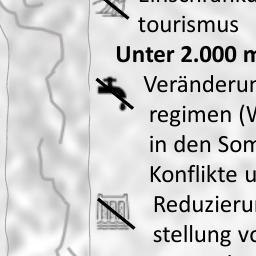 tourismus
Unter 2.000 m
Veränderun
regimen (W
in den Som
Konflikte u
Reduzierun
stellung vo